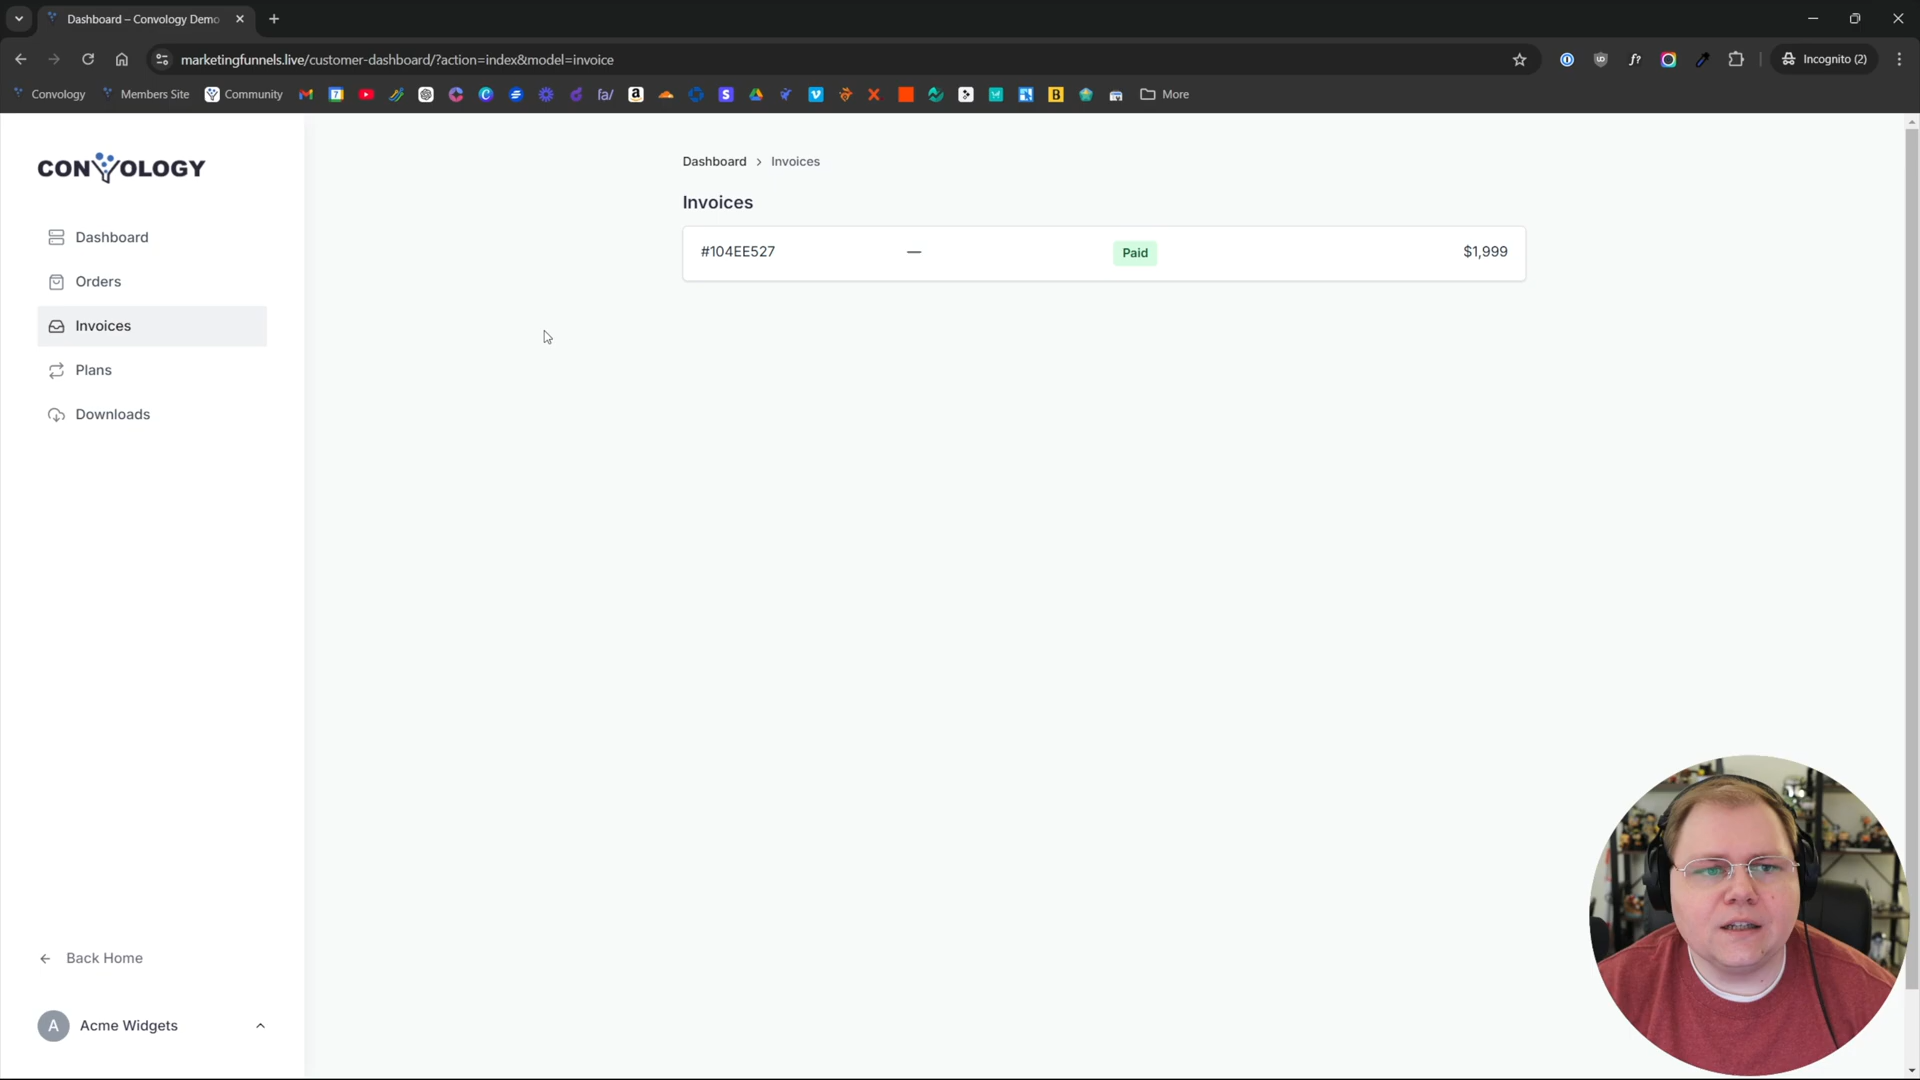 Dashboard – Convology Demo
marketingfunnels.live/customer-dashboard/?action=index&model=invoice
Incognito (2)
Convology
Members Site
Community
More
CONVOLOGY
Dashboard
Orders
Invoices
Plans
Downloads
Back Home
A Acme Widgets
Dashboard > Invoices
Invoices
#104EE527 — Paid $1,999